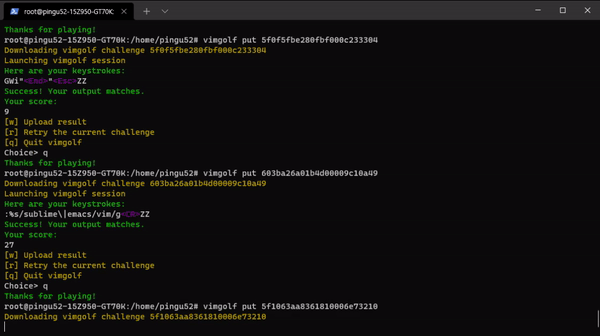 root@pingu52-15Z950-GT70K:
Thanks for playing!
root@pingu52-15Z950-GT70K:/home/pingu52# vimgolf put 5f0f5fbe280fbf000c233304
Downloading vimgolf challenge 5f0f5fbe280fbf000c233304
Launching vimgolf session
Here are your keystrokes:
GWi"<End>"<Esc>ZZ
Success! Your output matches.
Your score:
9
[w] Upload result
[r] Retry the current challenge
[q] Quit vimgolf
Choice> q
Thanks for playing!
root@pingu52-15Z950-GT70K:/home/pingu52# vimgolf put 603ba26a01b4d00009c10a49
Downloading vimgolf challenge 603ba26a01b4d00009c10a49
Launching vimgolf session
Here are your keystrokes:
:%s/sublime\|emacs/vim/g<CR>ZZ
Success! Your output matches.
Your score:
27
[w] Upload result
[r] Retry the current challenge
[q] Quit vimgolf
Choice> q
Thanks for playing!
root@pingu52-15Z950-GT70K:/home/pingu52# vimgolf put 5f1063aa8361810006e73210
Downloading vimgolf challenge 5f1063aa8361810006e73210